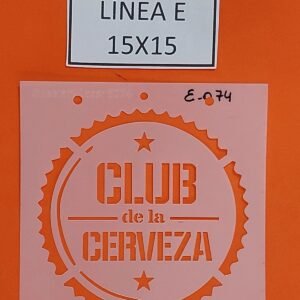 LINEA E
15X15
E-074
CLUB
de la
CERVEZA